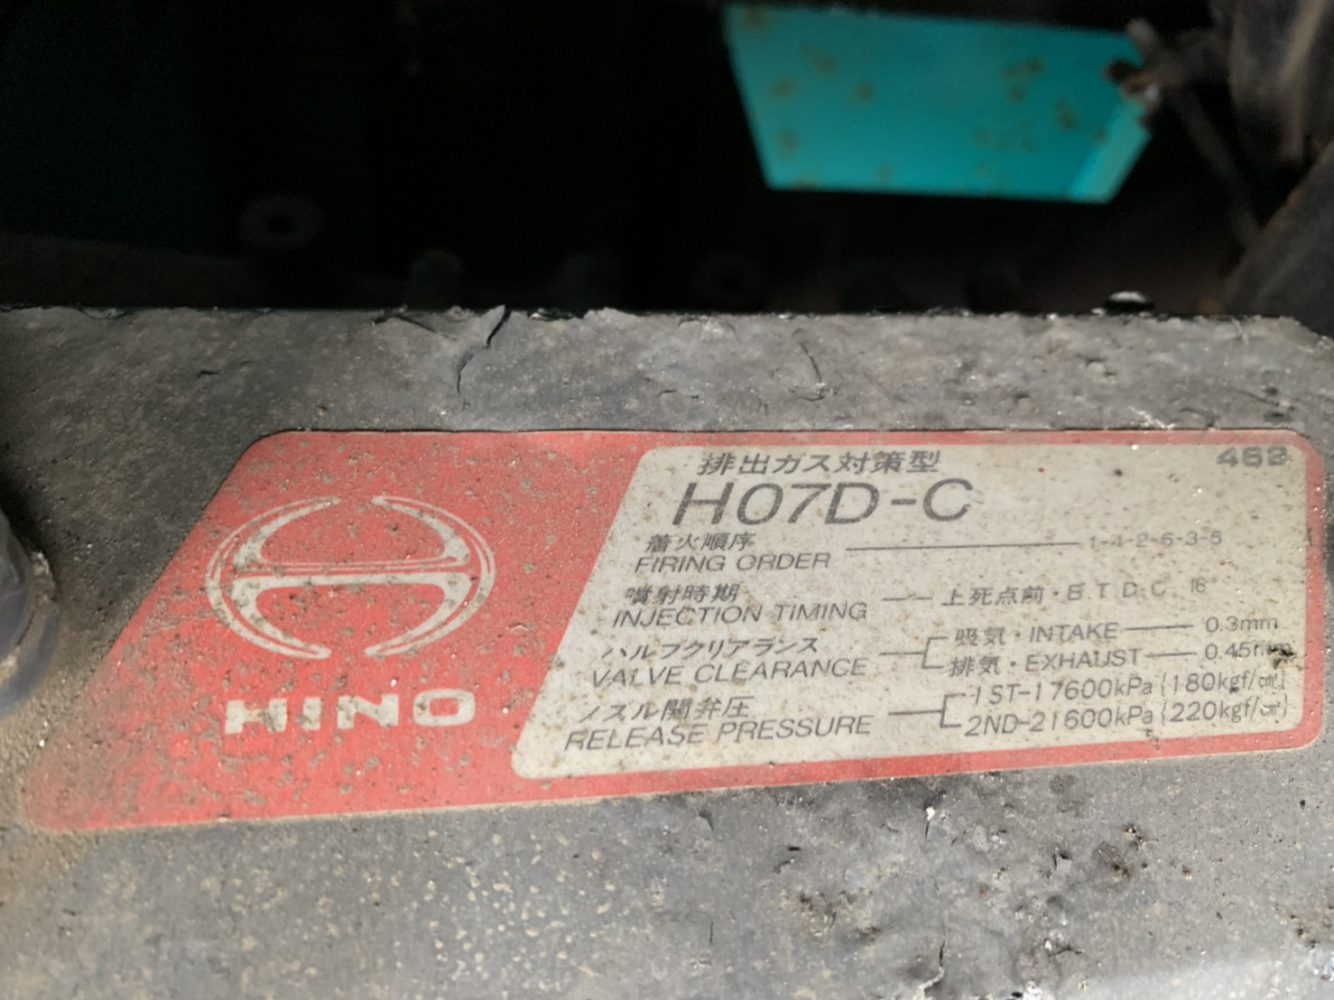 HINO
排出ガス対策型
H07D-C
着火順序
FIRING ORDER 1-4-2-6-3-5
噴射時期
INJECTION TIMING 上死点前・B.T.D.C. 16°
バルブクリアランス
VALVE CLEARANCE
吸気・INTAKE 0.3mm
排気・EXHAUST 0.45mm
ノズル開弁圧
RELEASE PRESSURE
1ST-17600kPa{180kgf/㎠}
2ND-21600kPa{220kgf/㎠}